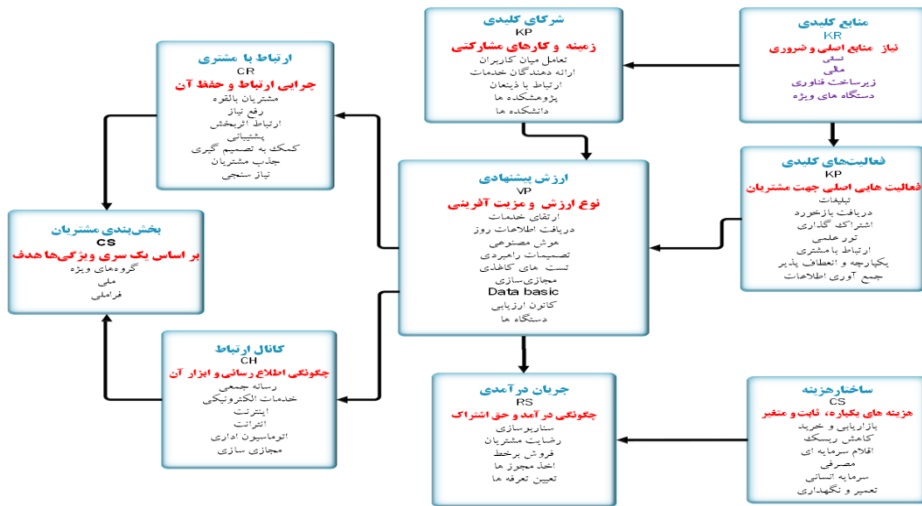 منابع کلیدی
KR
نیاز منابع اصلی و ضروری
مالی
زیرساخت فناوری
دستگاه های ویژه
شرکای کلیدی
KP
زمینه و کارهای مشارکتی
تعامل میان کاربران
ارائه دهندگان خدمات
ارتباط با ذینعان
پژوهشکده ها
دانشکده ها
ارتباط با مشتری
CR
چرایی ارتباط و حفظ آن
مشتریان بالقوه
رفع نیاز
ارتباط اثربخش
پشتیبانی
کمک به تصمیم گیری
جذب مشتریان
نیاز سنجی
فعالیت‌های کلیدی
KP
فعالیت هایی اصلی جهت مشتریان
تبلیغات
دریافت بازخورد
اشتراک گذاری
تور علمی
ارتباط با مشتری
یکپارچه و انعطاف پذیر
جمع آوری اطلاعات
ارزش پیشنهادی
VP
نوع ارزش و مزیت آفرینی
ارتقای خدمات
دریافت اطلاعات روز
هوش مصنوعی
تصمیمات راهبردی
تست های کاغذی
مجازی‌سازی
Data basic
کانون ارزیابی
دستگاه ها
بخش‌بندی مشتریان
CS
بر اساس یک سری ویژگی‌ها هدف
گروه‌های ویژه
ملی
فراملی
کانال ارتباط
CH
چگونگی اطلاع رسانی و ابزار آن
رسانه جمعی
خدمات الکترونیکی
اینترنت
انترانت
اتوماسیون اداری
مجازی سازی
جریان درآمدی
RS
چگونگی درآمد و حق اشتراک
سناریوسازی
رضایت مشتریان
فروش برخط
اخذ مجوز ها
تعیین تعرفه ها
ساختارهزینه
CS
هزینه های یکباره، ثابت و متغیر
بازاریابی و خرید
کاهش ریسک
اقلام سرمایه ای
مصرفی
سرمایه انسانی
تعمیر و نگهداری